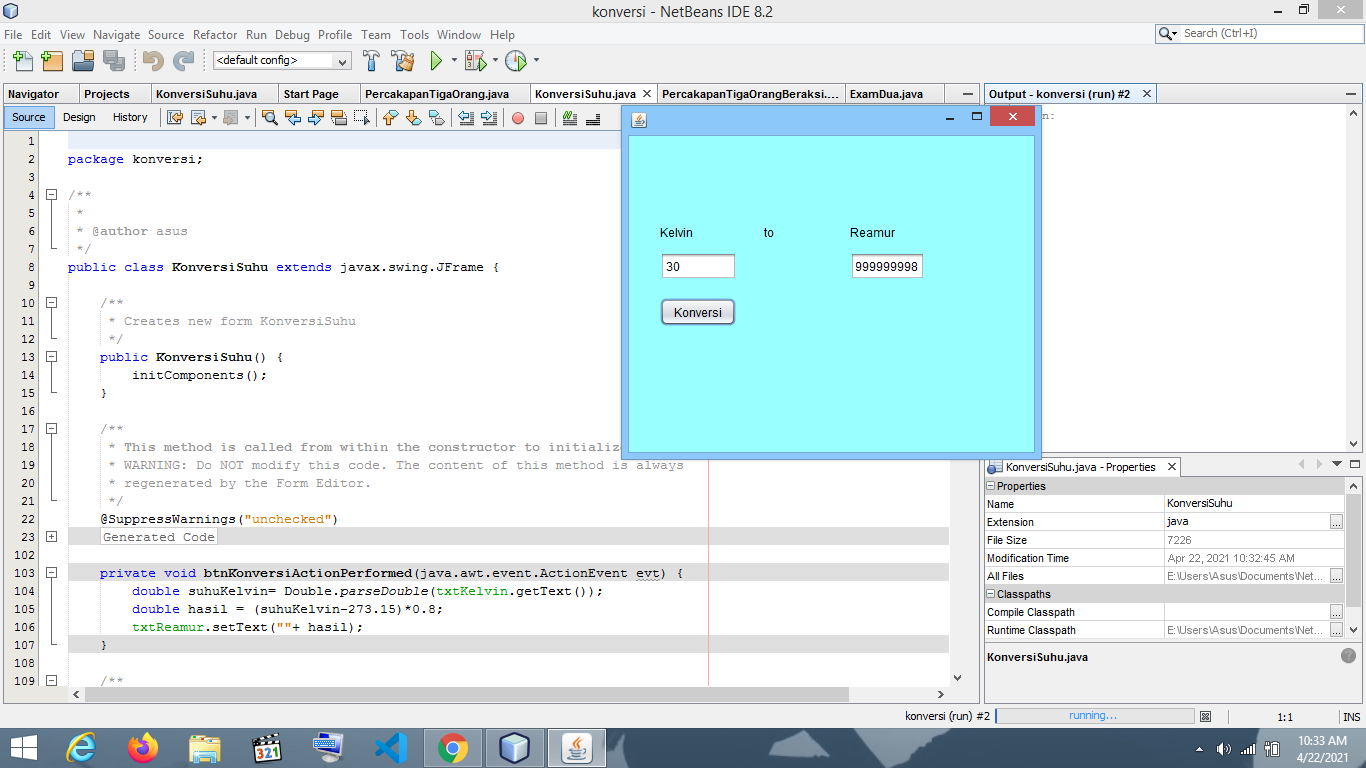 konversi - NetBeans IDE 8.2
File Edit View Navigate Source Refactor Run Debug Profile Team Tools Window Help
Search (Ctrl+I)
<default config>
Navigator Projects KonversiSuhu.java Start Page PercakapanTigaOrang.java KonversiSuhu.java PercakapanTigaOrangBeraksi.... ExamDua.java
Output - konversi (run) #2
Source Design History
n:
1
2 package konversi;
3
4 /**
5 *
6 * @author asus
7 */
8 public class KonversiSuhu extends javax.swing.JFrame {
10 /**
11 * Creates new form KonversiSuhu
12 */
13 public KonversiSuhu() {
14 initComponents();
15 }
16
17 /**
18 * This method is called from within the constructor to initializ
19 * WARNING: Do NOT modify this code. The content of this method is always
20 * regenerated by the Form Editor.
21 */
22 @SuppressWarnings("unchecked")
23 Generated Code
102
103 private void btnKonversiActionPerformed(java.awt.event.ActionEvent evt) {
104 double suhuKelvin= Double.parseDouble(txtKelvin.getText());
105 double hasil = (suhuKelvin-273.15)*0.8;
106 txtReamur.setText(""+ hasil);
107 }
108
109 /**
Kelvin to Reamur
30 999999998
Konversi
KonversiSuhu.java - Properties
Properties
Name KonversiSuhu
Extension java
File Size 7226
Modification Time Apr 22, 2021 10:32:45 AM
All Files E:\Users\Asus\Documents\Net...
Classpaths
Compile Classpath
Runtime Classpath E:\Users\Asus\Documents\Net...
KonversiSuhu.java
konversi (run) #2 running... 1:1 INS
321
10:33 AM
4/22/2021